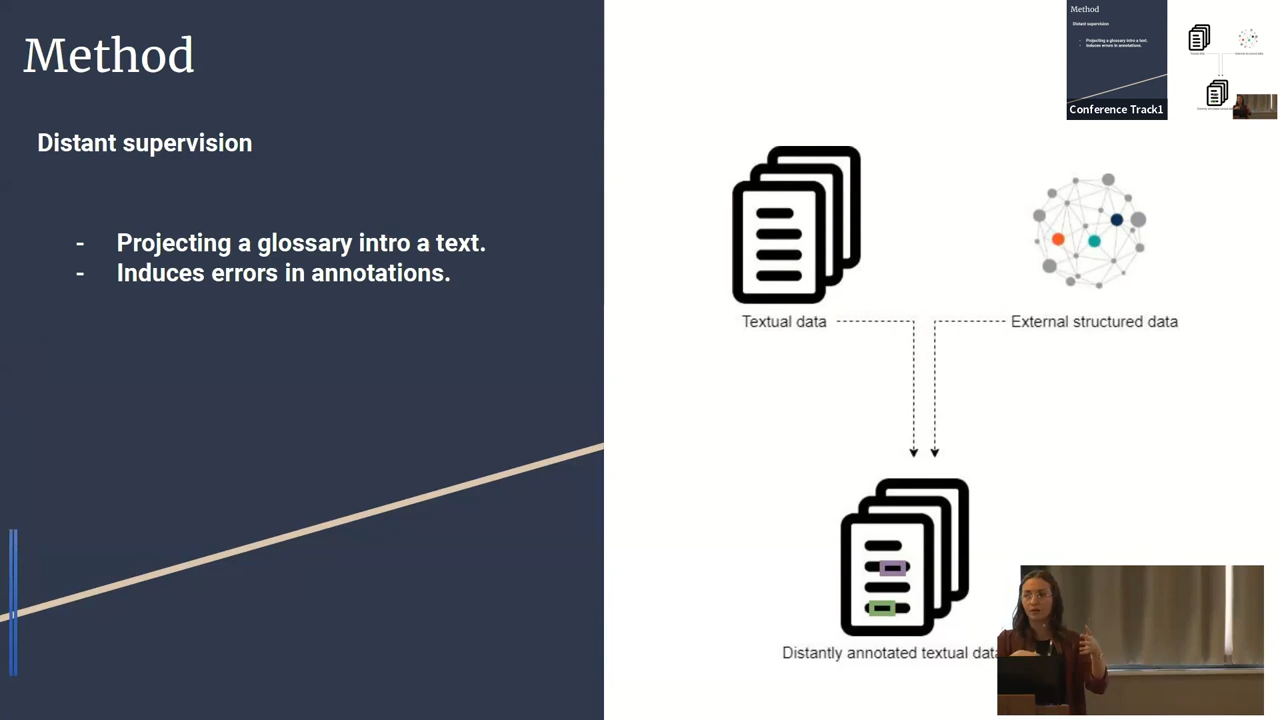 Method
Distant supervision
- Projecting a glossary intro a text.
- Induces errors in annotations.
Textual data
External structured data
Distantly annotated textual data
Method
Distant supervision
- Projecting a glossary intro a text.
- Induces errors in annotations.
Conference Track1